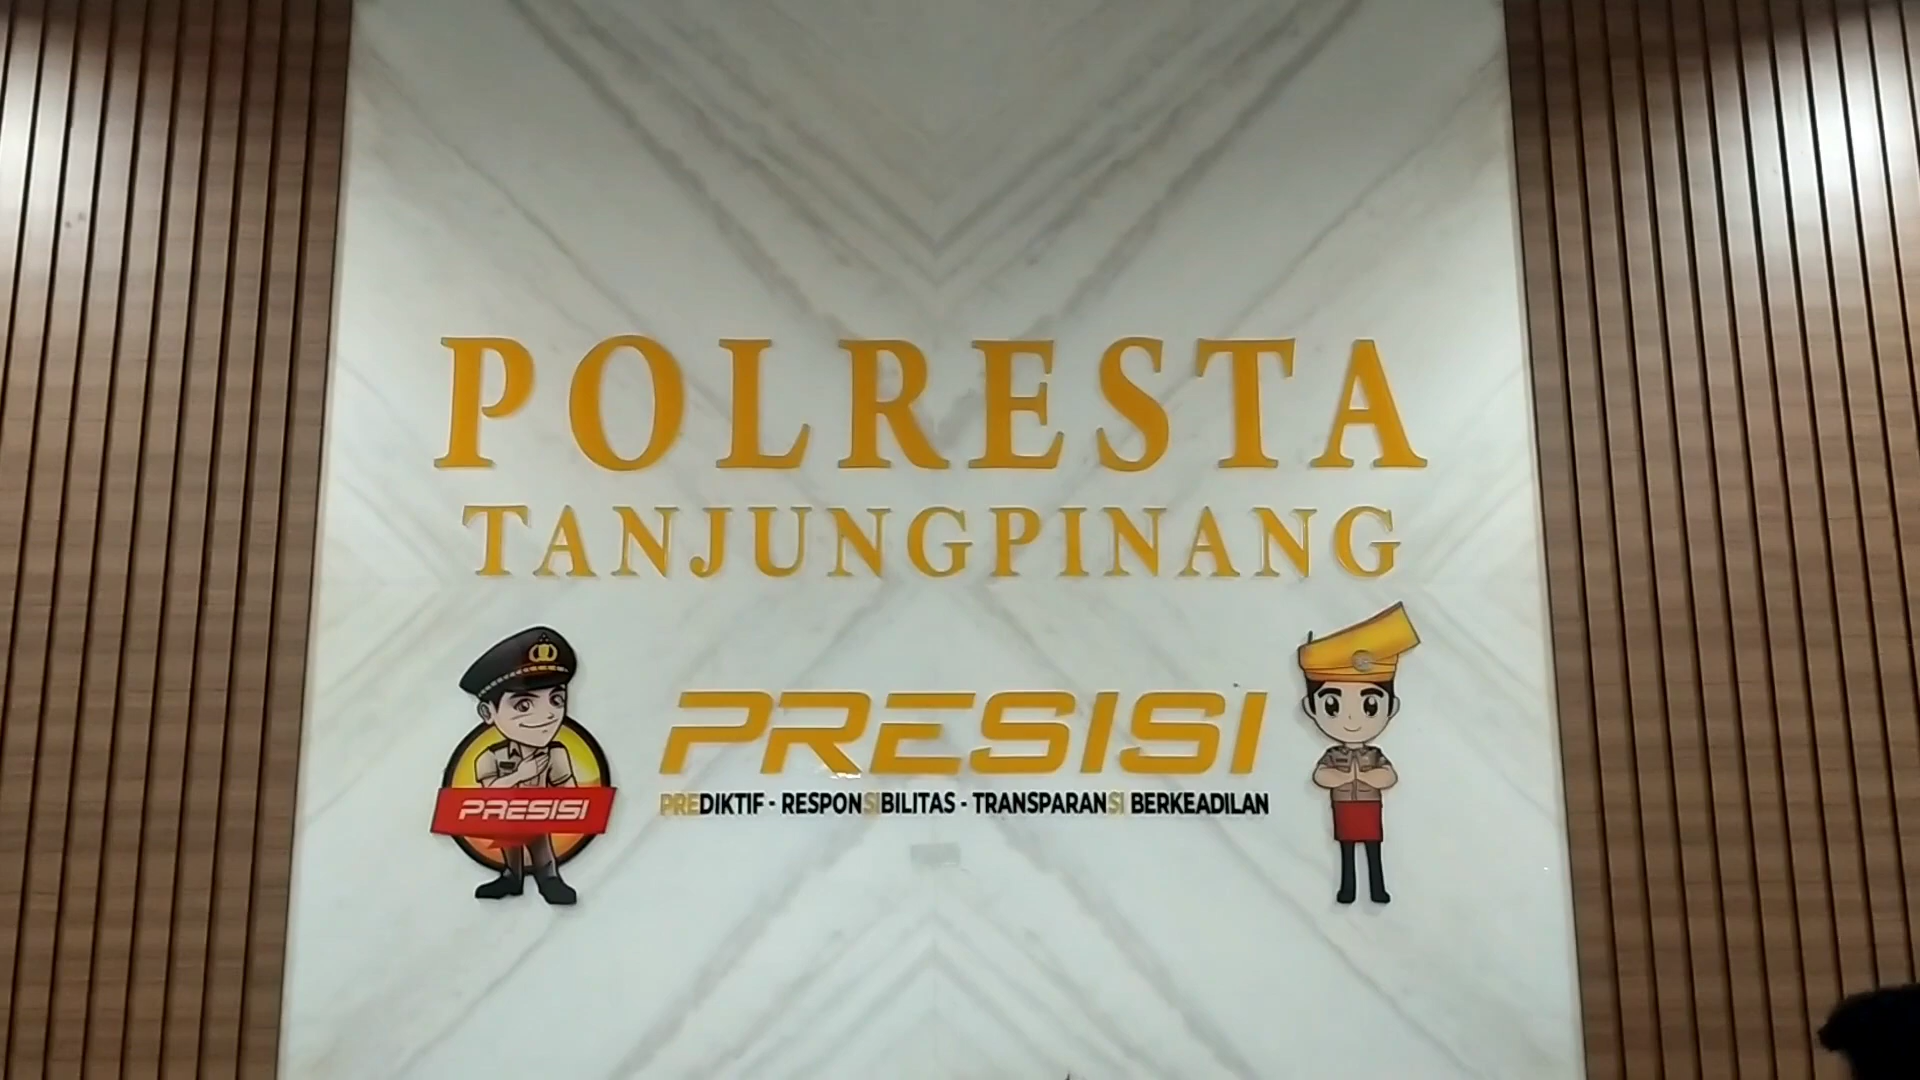 POLRESTA
TANJUNGPINANG
PRESISI
PREDIKTIF - RESPONSIBILITAS - TRANSPARANSI BERKEADILAN
PRESISI